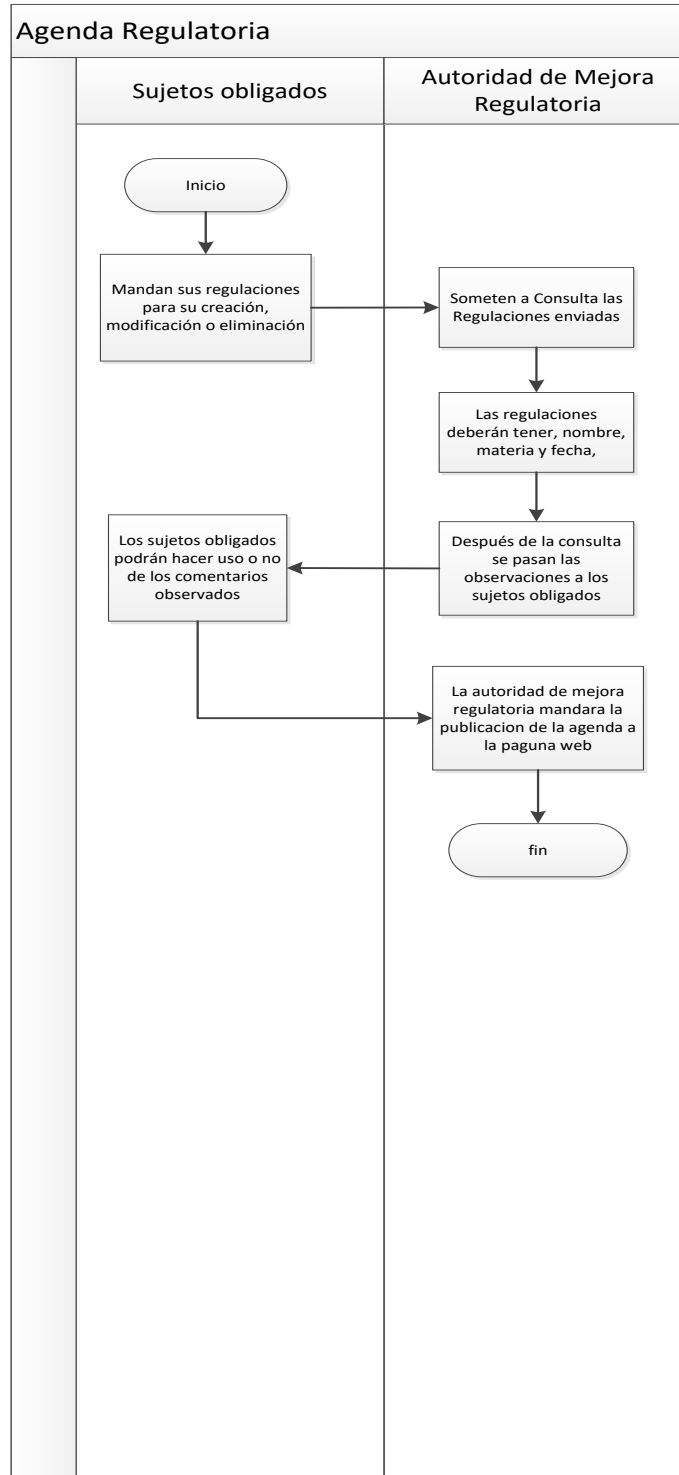 Agenda Regulatoria
Sujetos obligados
Autoridad de Mejora
Regulatoria
Inicio
Mandan sus regulaciones
para su creación,
modificación o eliminación
Someten a Consulta las
Regulaciones enviadas
Las regulaciones
deberán tener, nombre,
materia y fecha,
Después de la consulta
se pasan las
observaciones a los
sujetos obligados
Los sujetos obligados
podrán hacer uso o no
de los comentarios
observados
La autoridad de mejora
regulatoria mandara la
publicacion de la agenda a
la paguna web
fin